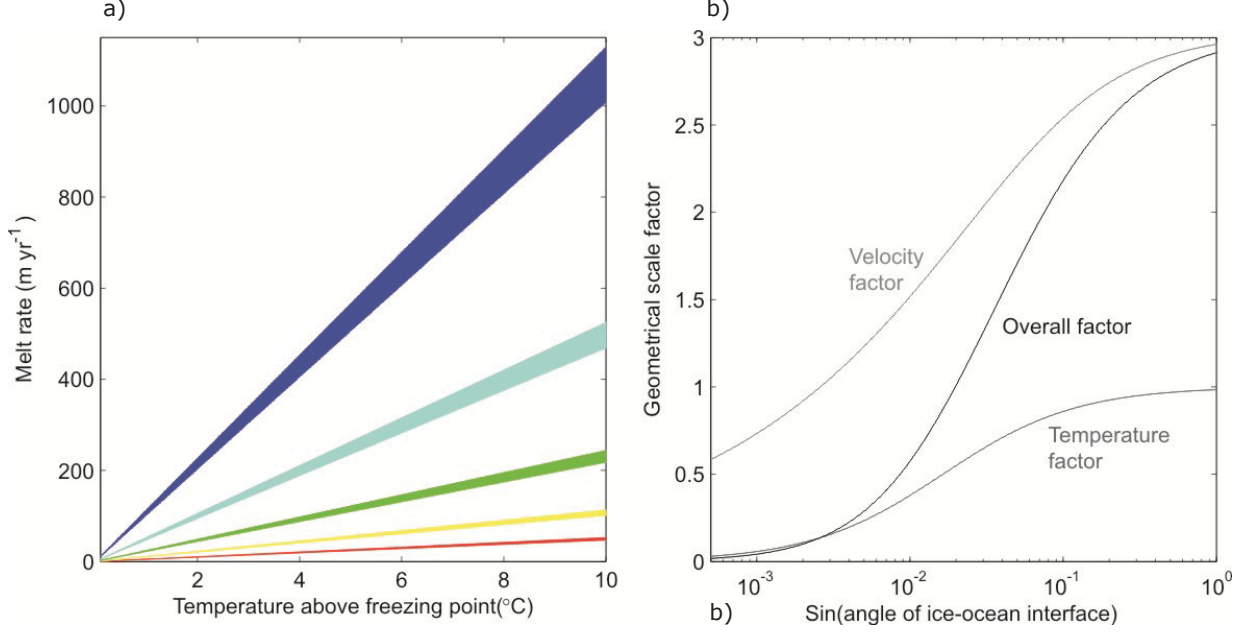 a)
Melt rate (m yr-1 )
1000
800
600
400
200
0
2
4
6
8
10
Temperature above freezing point(°C)
b)
Geometrical scale factor
3
2.5
2
1.5
1
0.5
0
Velocity
factor
Overall factor
Temperature
factor
10-3
10-2
10-1
100
b)
Sin(angle of ice-ocean interface)